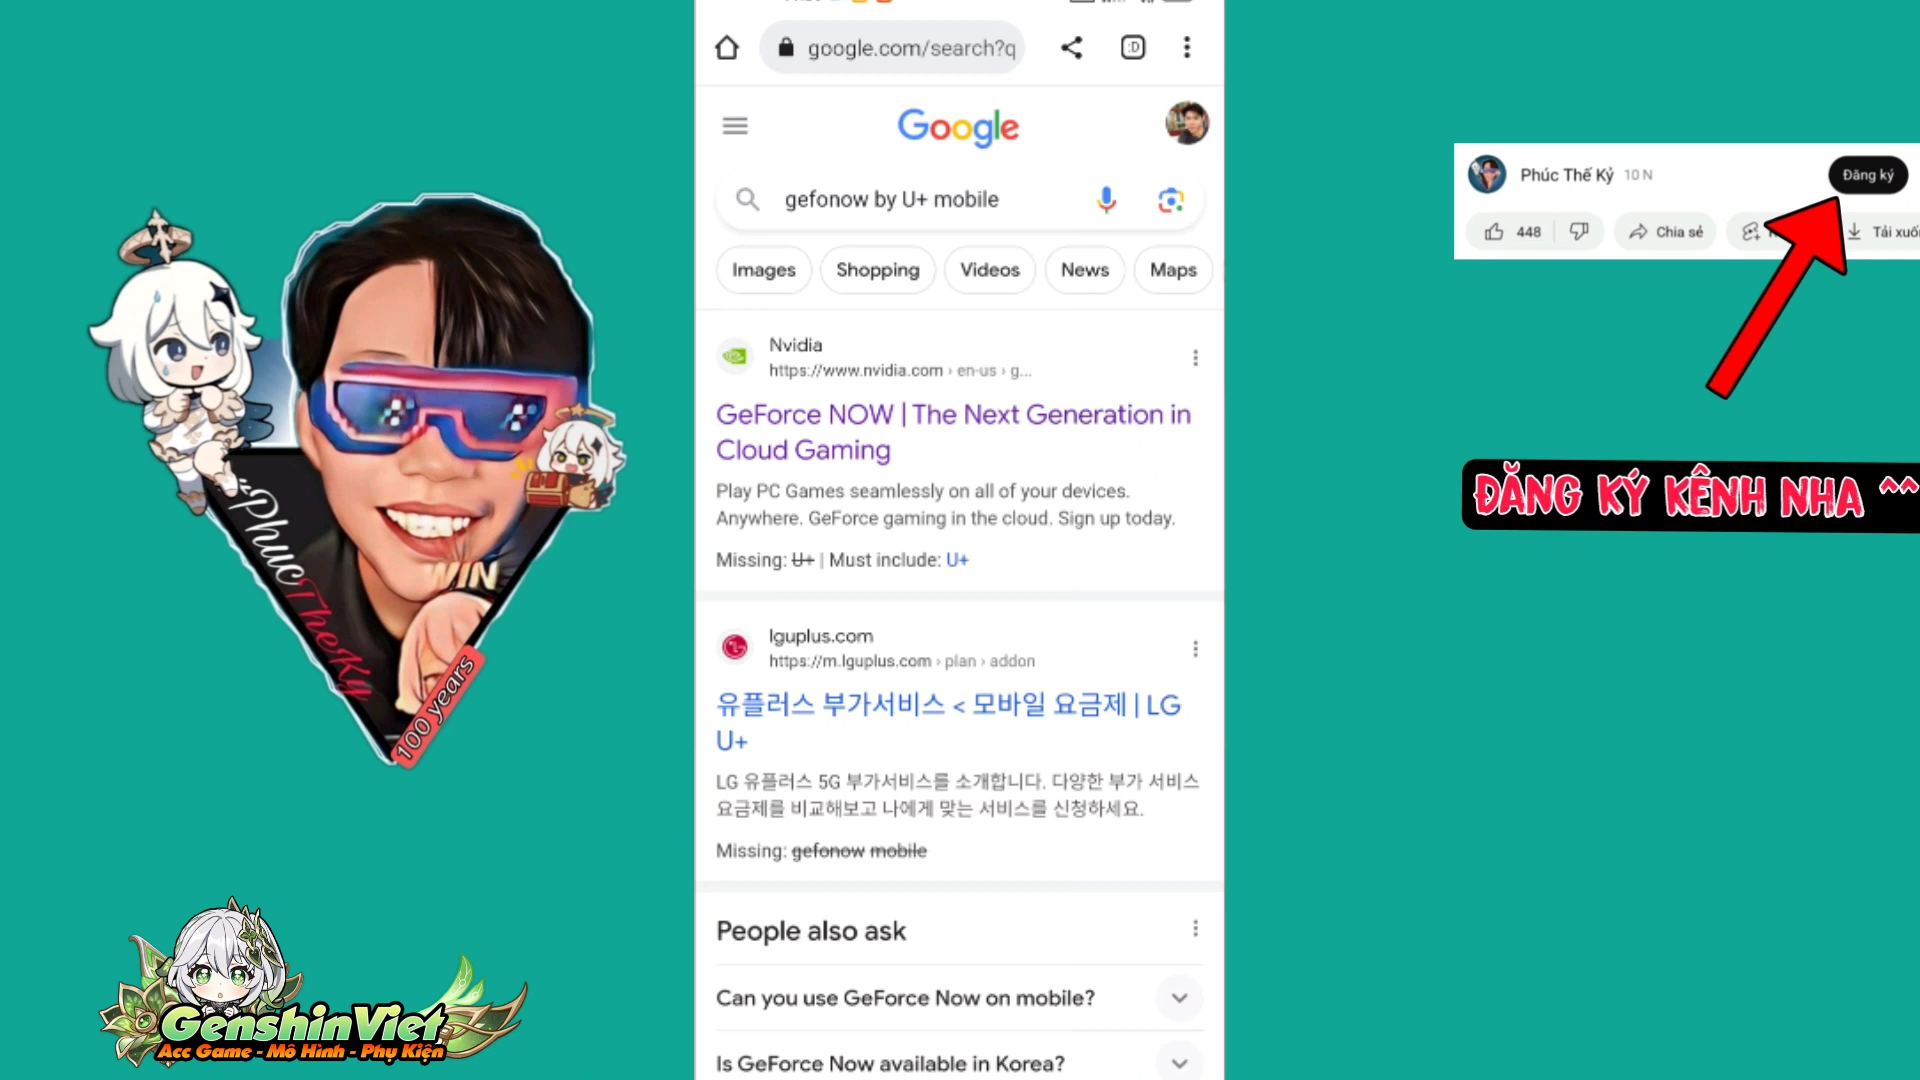 google.com/search?q
:D
Google
gefonow by U+ mobile
Images
Shopping
Videos
News
Maps
Nvidia
https://www.nvidia.com › en-us › g...
GeForce NOW | The Next Generation in
Cloud Gaming
Play PC Games seamlessly on all of your devices.
Anywhere. GeForce gaming in the cloud. Sign up today.
Missing: U+ | Must include: U+
lguplus.com
https://m.lguplus.com › plan › addon
유플러스 부가서비스 < 모바일 요금제 | LG
U+
LG 유플러스 5G 부가서비스를 소개합니다. 다양한 부가 서비스
요금제를 비교해보고 나에게 맞는 서비스를 신청하세요.
Missing: gefonow mobile
People also ask
Can you use GeForce Now on mobile?
Is GeForce Now available in Korea?
"PhucTheKy
WIN
100 years
GenshinViet
Acc Game - Mô Hình - Phụ Kiện
Phúc Thế Kỷ 10 N
Đăng ký
448
Chia sẻ
Tải xuố
ĐĂNG KÝ KÊNH NHA ^^